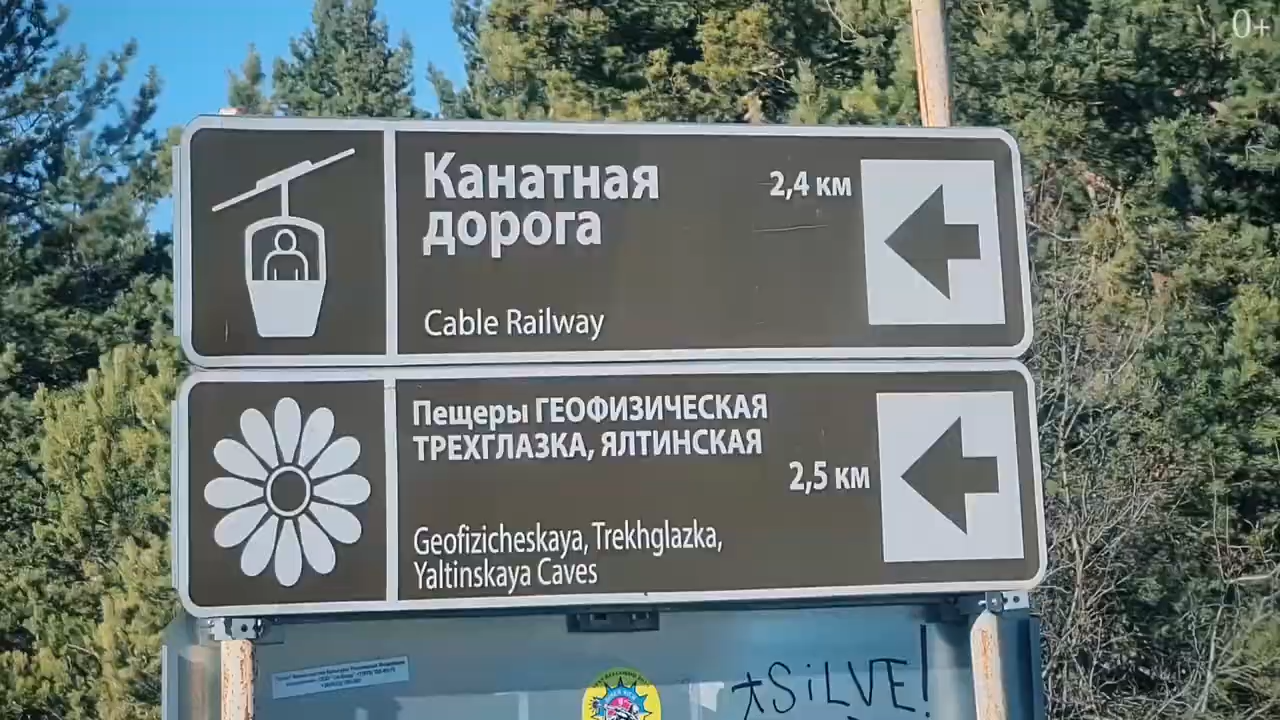 0+
Канатная
дорога
2,4 км
Cable Railway
Пещеры ГЕОФИЗИЧЕСКАЯ
ТРЕХГЛАЗКА, ЯЛТИНСКАЯ
2,5 км
Geofizicheskaya, Trekhglazka,
Yaltinskaya Caves
SiLVE!